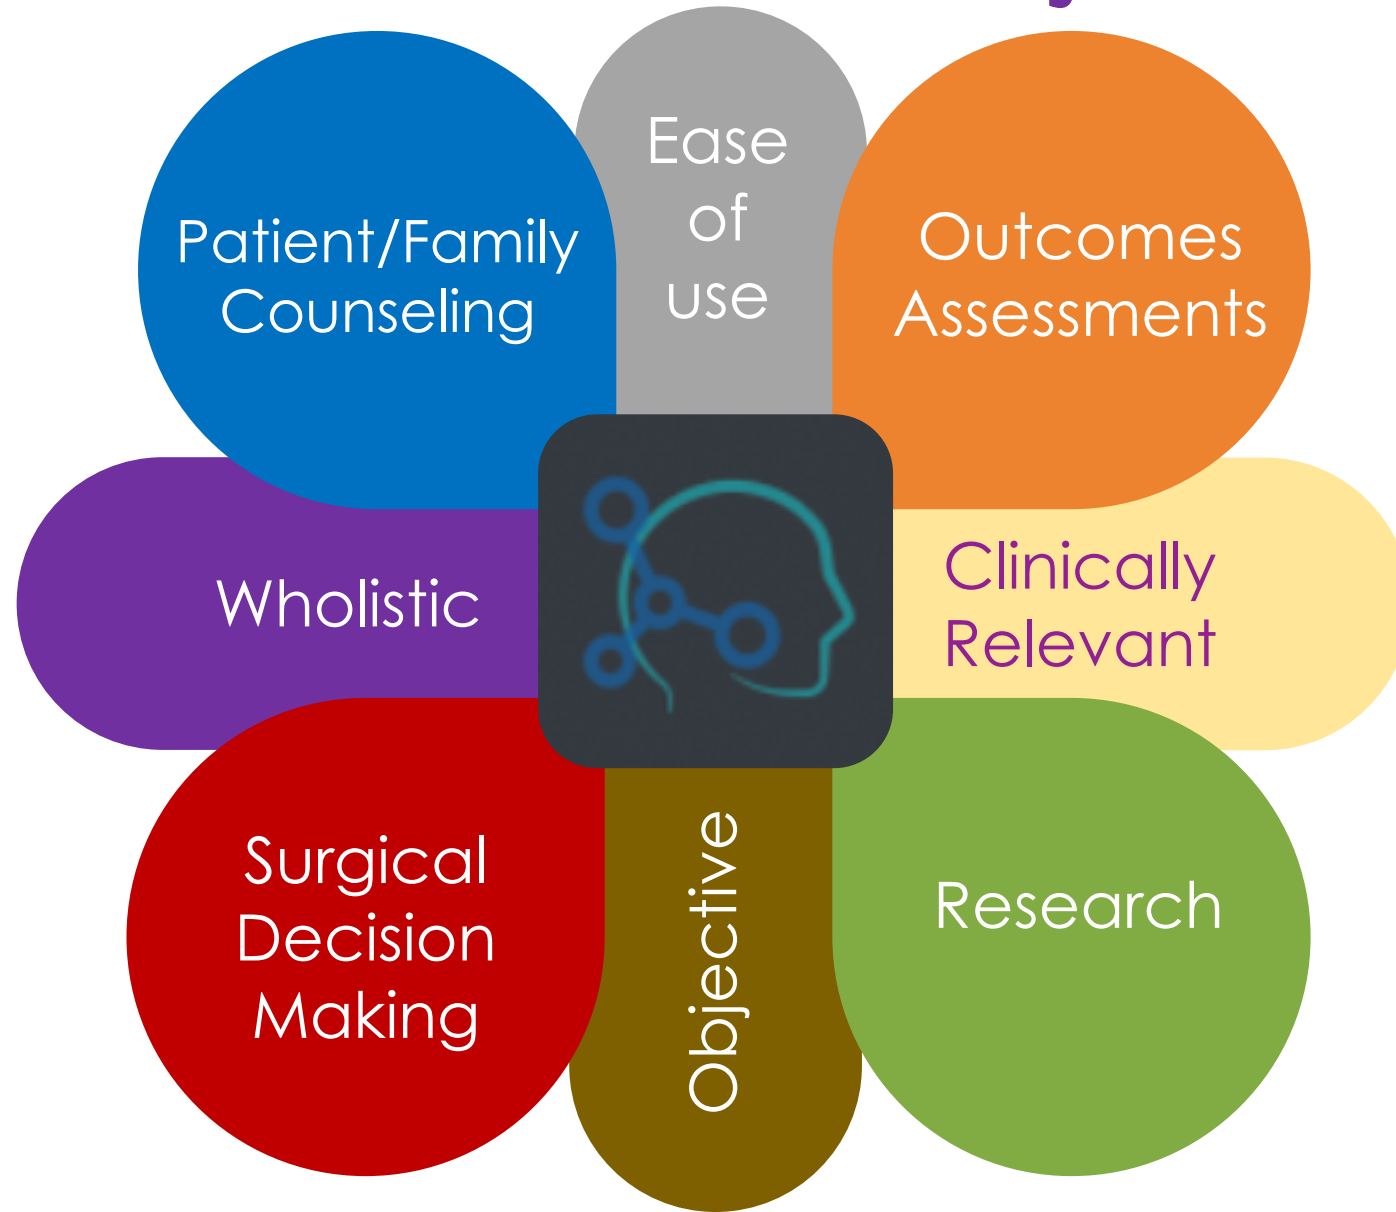 Ease
of
use
Patient/Family
Counseling
Outcomes
Assessments
Wholistic
Clinically
Relevant
Surgical
Decision
Making
Objective
Research